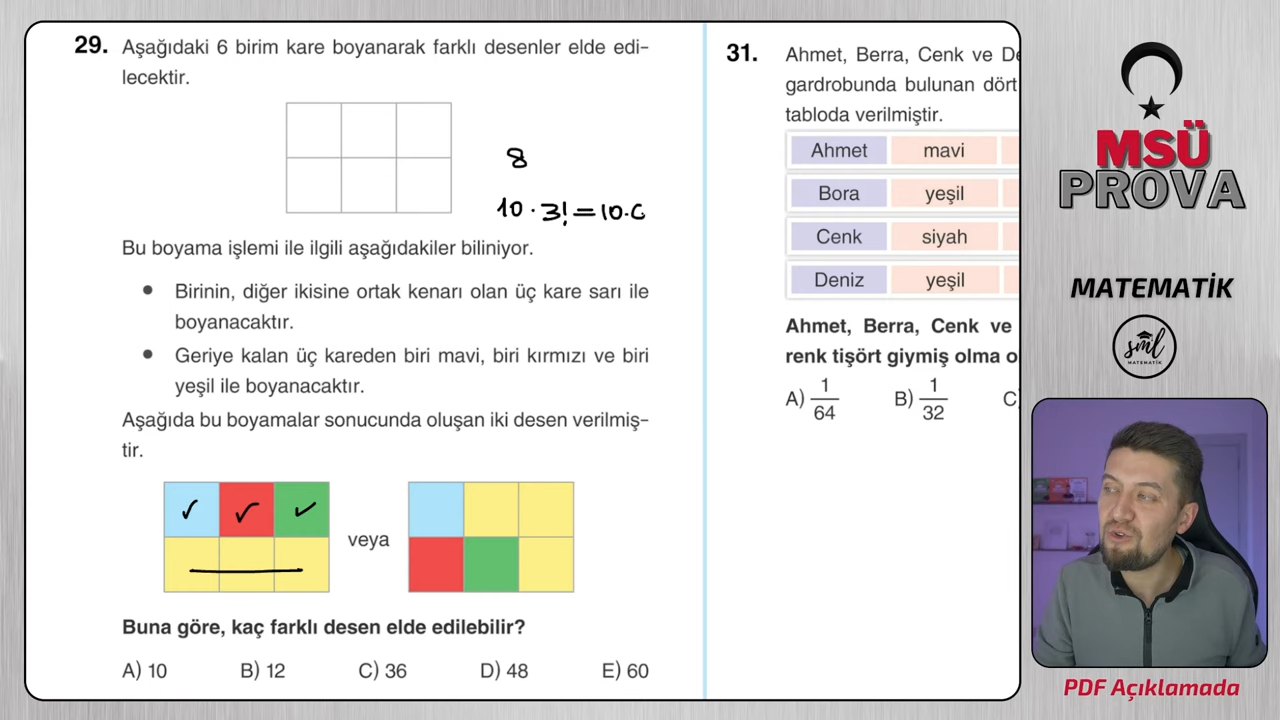 29. Aşağıdaki 6 birim kare boyanarak farklı desenler elde edi-
lecektir.
8
10 · 3! = 10·6
Bu boyama işlemi ile ilgili aşağıdakiler biliniyor.
• Birinin, diğer ikisine ortak kenarı olan üç kare sarı ile
boyanacaktır.
• Geriye kalan üç kareden biri mavi, biri kırmızı ve biri
yeşil ile boyanacaktır.
Aşağıda bu boyamalar sonucunda oluşan iki desen verilmiş-
tir.
veya
Buna göre, kaç farklı desen elde edilebilir?
A) 10 B) 12 C) 36 D) 48 E) 60
31. Ahmet, Berra, Cenk ve De
gardrobunda bulunan dört
tabloda verilmiştir.
Ahmet mavi
Bora yeşil
Cenk siyah
Deniz yeşil
Ahmet, Berra, Cenk ve
renk tişört giymiş olma o
A) 1/64 B) 1/32 C)
MSÜ
PROVA
MATEMATİK
sml
MATEMATİK
PDF Açıklamada